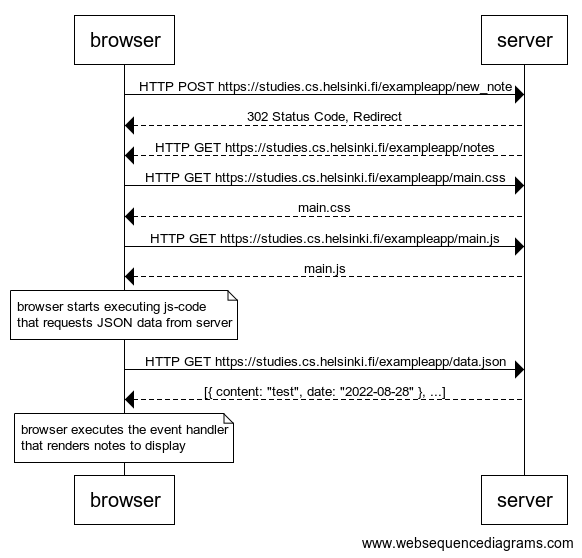 browser
server
HTTP POST https://studies.cs.helsinki.fi/exampleapp/new_note
302 Status Code, Redirect
HTTP GET https://studies.cs.helsinki.fi/exampleapp/notes
HTTP GET https://studies.cs.helsinki.fi/exampleapp/main.css
main.css
HTTP GET https://studies.cs.helsinki.fi/exampleapp/main.js
main.js
browser starts executing js-code
that requests JSON data from server
HTTP GET https://studies.cs.helsinki.fi/exampleapp/data.json
[{ content: "test", date: "2022-08-28" }, ...]
browser executes the event handler
that renders notes to display
browser
server
www.websequencediagrams.com